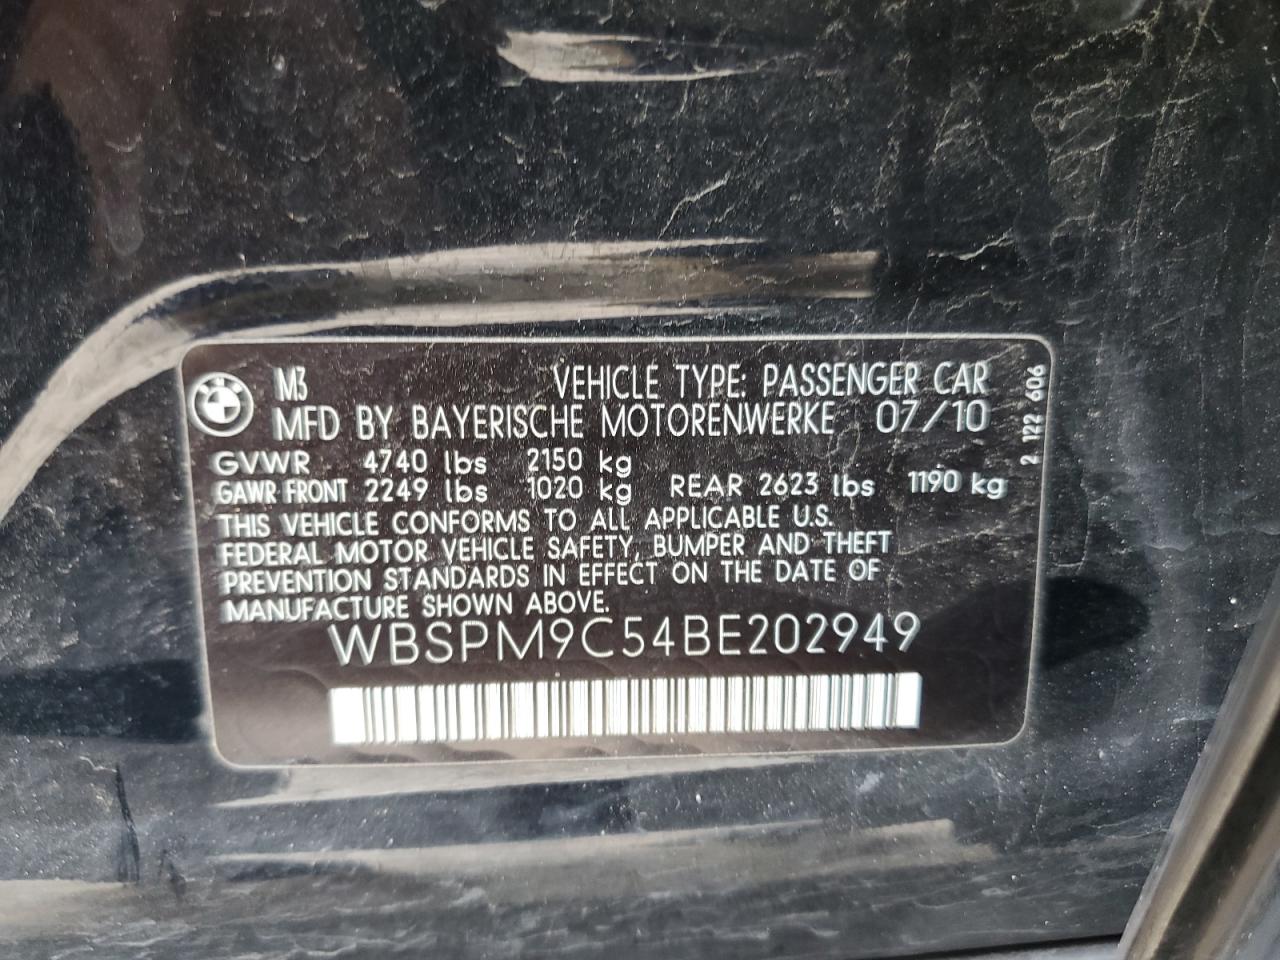 M3 VEHICLE TYPE: PASSENGER CAR
MFD BY BAYERISCHE MOTORENWERKE 07/10
GVWR 4740 lbs 2150 kg
GAWR FRONT 2249 lbs 1020 kg REAR 2623 lbs 1190 kg
THIS VEHICLE CONFORMS TO ALL APPLICABLE U.S.
FEDERAL MOTOR VEHICLE SAFETY, BUMPER AND THEFT
PREVENTION STANDARDS IN EFFECT ON THE DATE OF
MANUFACTURE SHOWN ABOVE.
WBSPM9C54BE202949
2 122 606